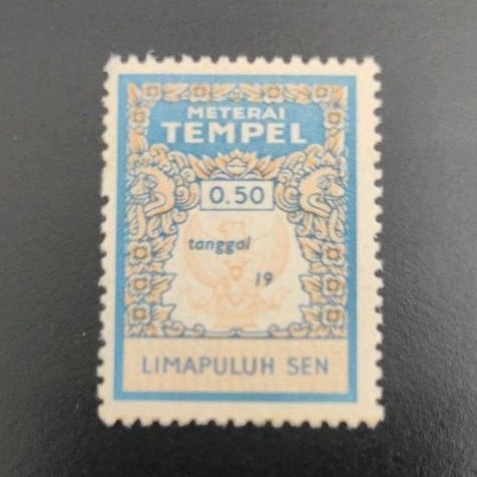 METERAI
TEMPEL
0.50
tanggal
19
LIMAPULUH SEN